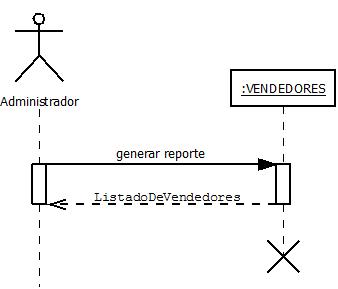 :VENDEDORES
Administrador
generar reporte
ListadoDeVendedores